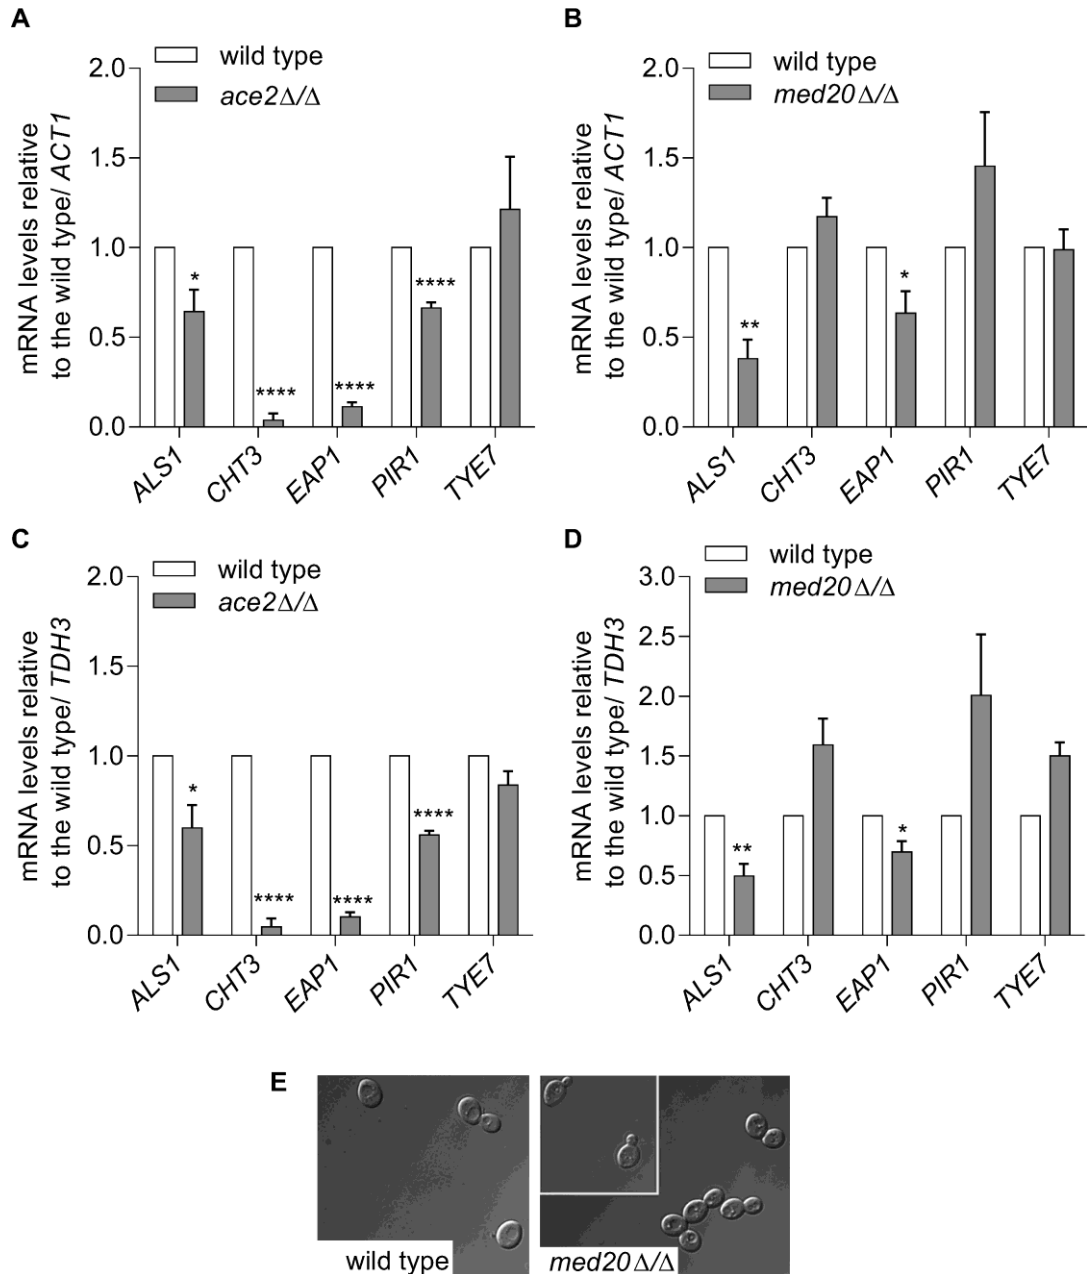 A
wild type
ace2Δ/Δ
mRNA levels relative
to the wild type/ ACT1
2.0
1.5
1.0
0.5
0.0
*
****
****
****
ALS1
CHT3
EAP1
PIR1
TYE7
B
wild type
med20Δ/Δ
mRNA levels relative
to the wild type/ ACT1
2.0
1.5
1.0
0.5
0.0
**
*
ALS1
CHT3
EAP1
PIR1
TYE7
C
wild type
ace2Δ/Δ
mRNA levels relative
to the wild type/ TDH3
2.0
1.5
1.0
0.5
0.0
*
****
****
****
ALS1
CHT3
EAP1
PIR1
TYE7
D
wild type
med20Δ/Δ
mRNA levels relative
to the wild type/ TDH3
3.0
2.5
2.0
1.5
1.0
0.5
0.0
**
*
ALS1
CHT3
EAP1
PIR1
TYE7
E
wild type
med20Δ/Δ